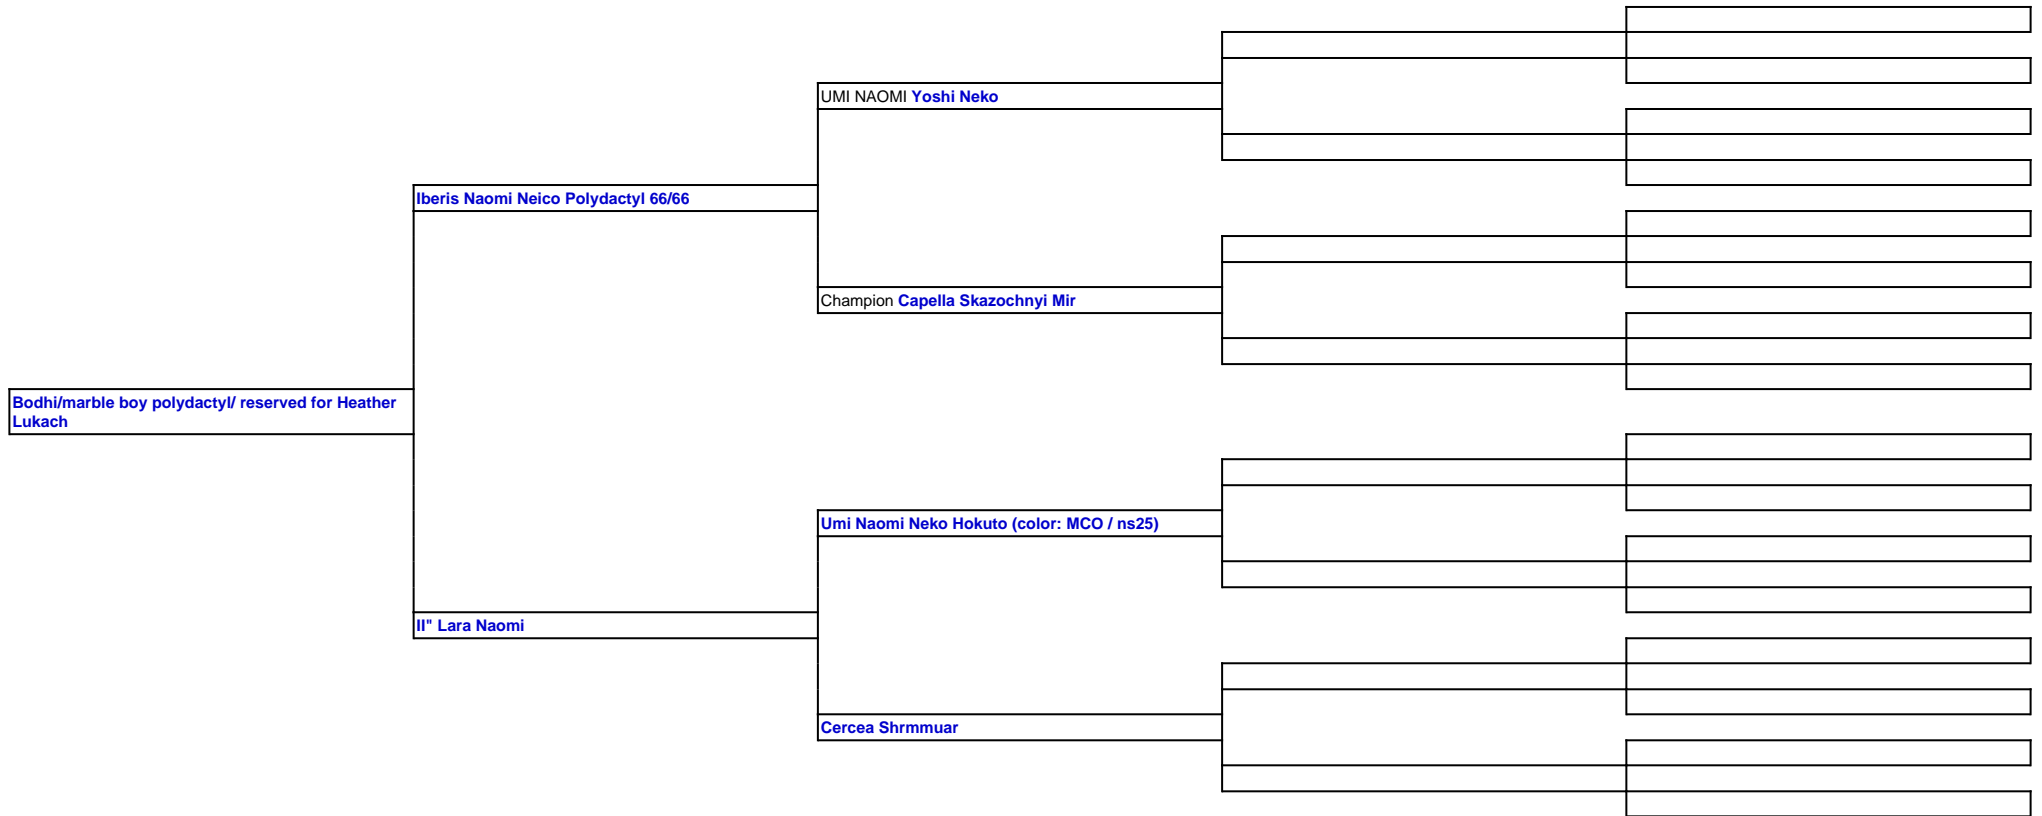 UMI NAOMI Yoshi Neko
Iberis Naomi Neico Polydactyl 66/66
Champion Capella Skazochnyi Mir
Bodhi/marble boy polydactyl/ reserved for Heather
Lukach
Umi Naomi Neko Hokuto (color: MCO / ns25)
II" Lara Naomi
Cercea Shrmmuar